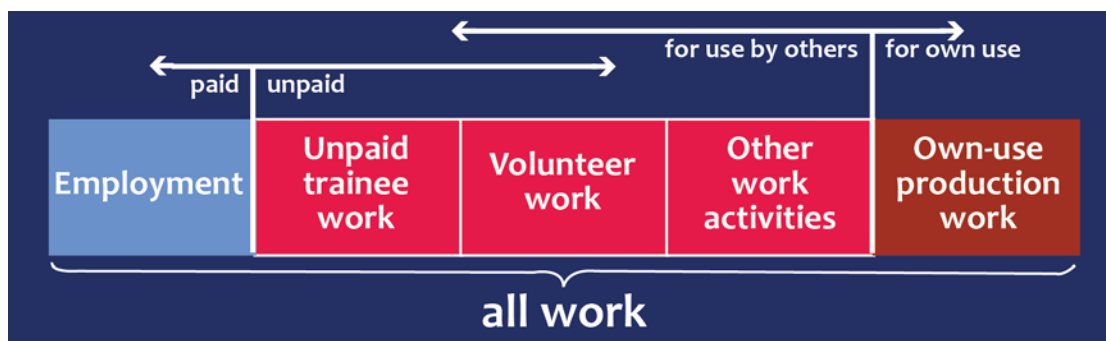 for use by others for own use
paid unpaid
Employment
Unpaid
trainee
work
Volunteer
work
Other
work
activities
Own-use
production
work
all work